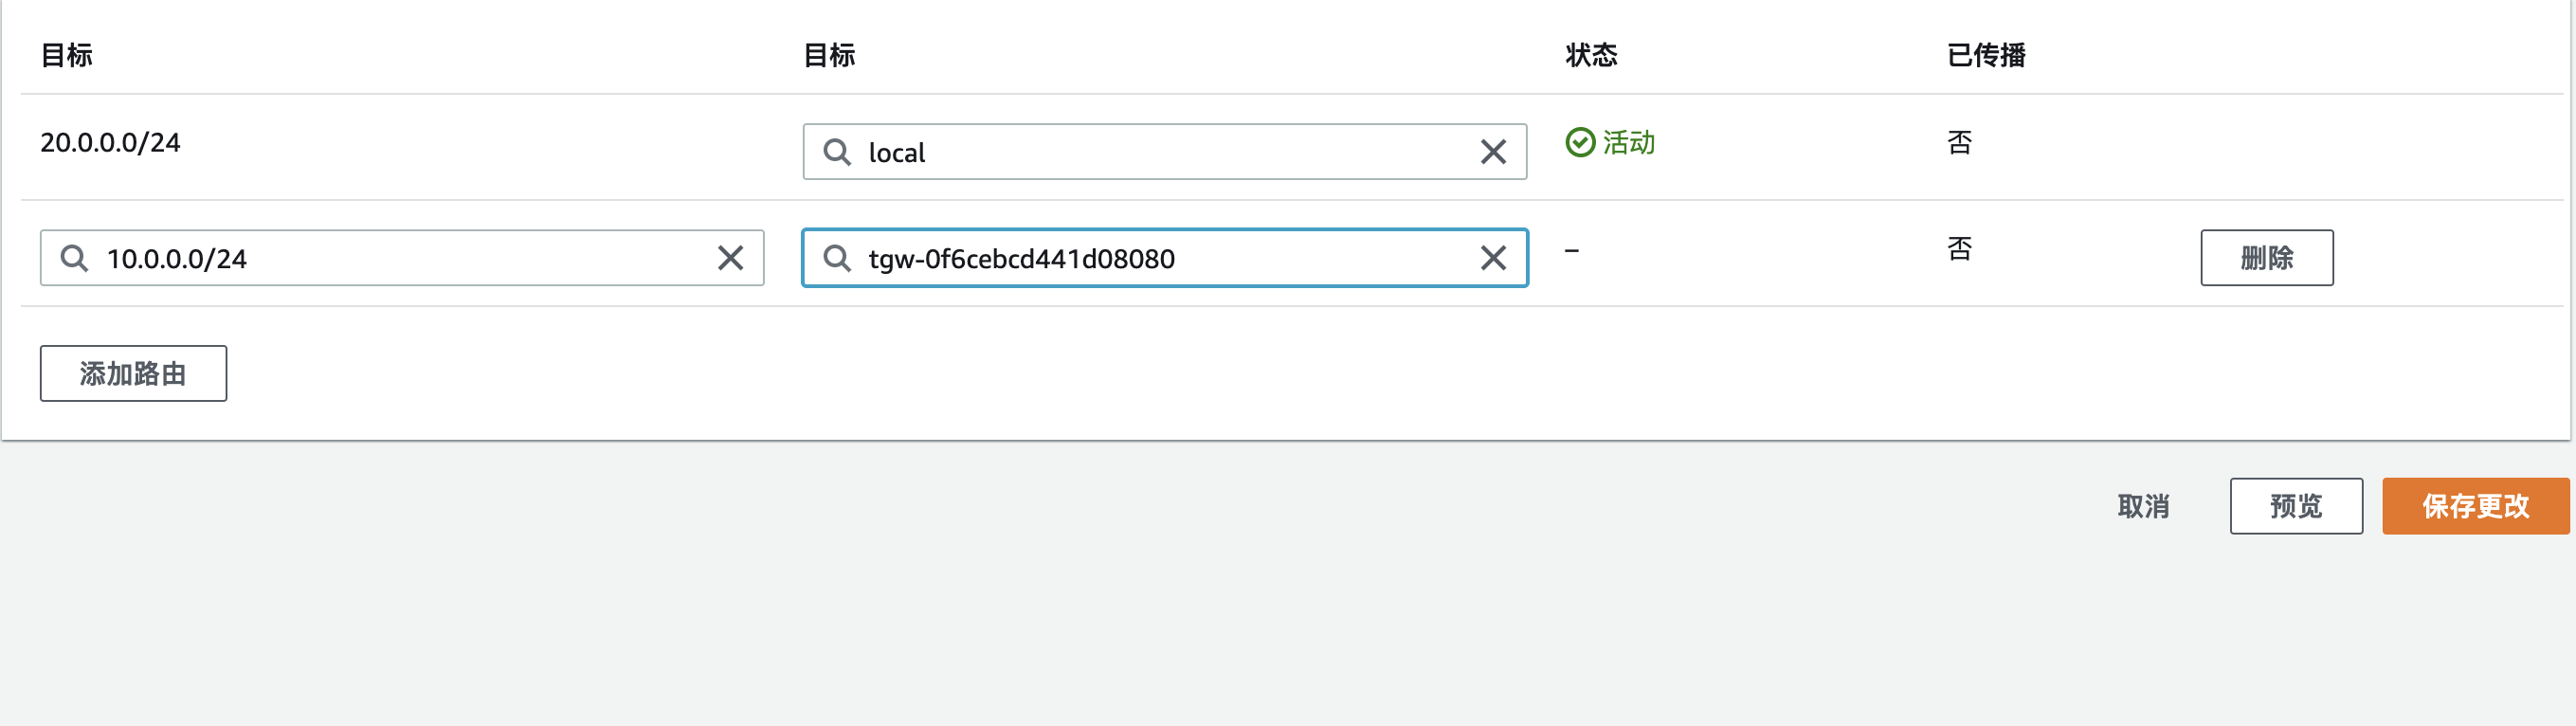 目标 目标 状态 已传播
20.0.0.0/24 local 活动 否
10.0.0.0/24 tgw-0f6cebcd441d08080 – 否 删除
添加路由
取消 预览 保存更改